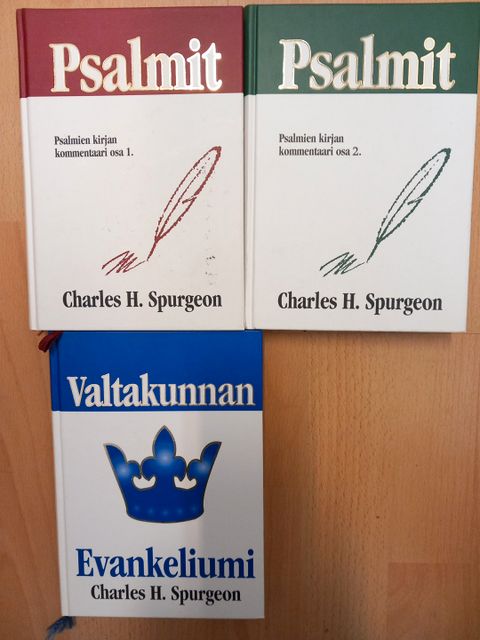 Psalmit
Psalmien kirjan
kommentaari osa 1.
Charles H. Spurgeon
Psalmit
Psalmien kirjan
kommentaari osa 2.
Charles H. Spurgeon
Valtakunnan
Evankeliumi
Charles H. Spurgeon